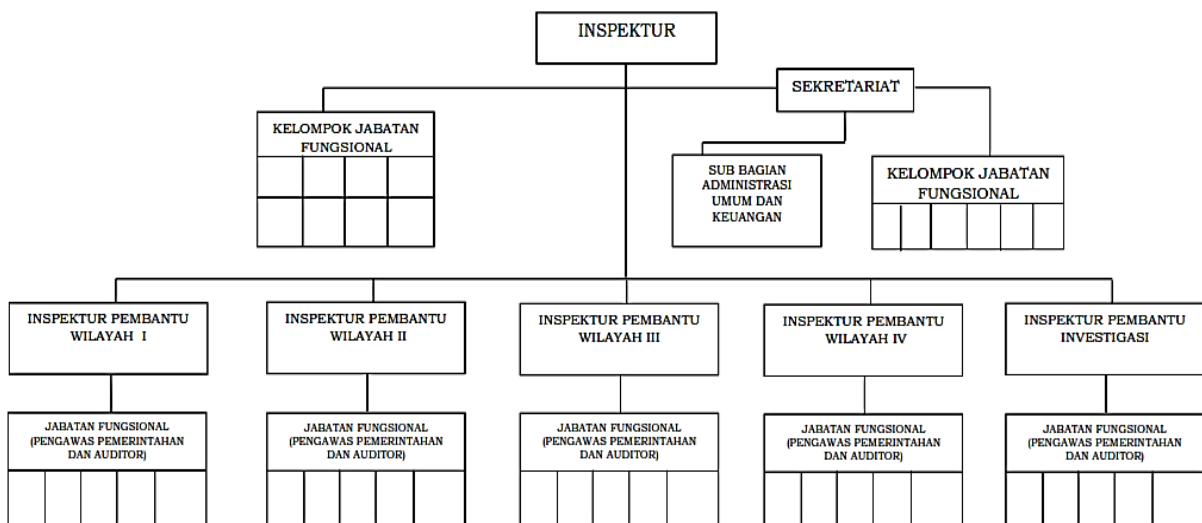 INSPEKTUR
SEKRETARIAT
KELOMPOK JABATAN
FUNGSIONAL
SUB BAGIAN
ADMINISTRASI
UMUM DAN
KEUANGAN
KELOMPOK JABATAN
FUNGSIONAL
INSPEKTUR PEMBANTU
WILAYAH I
INSPEKTUR PEMBANTU
WILAYAH II
INSPEKTUR PEMBANTU
WILAYAH III
INSPEKTUR PEMBANTU
WILAYAH IV
INSPEKTUR PEMBANTU
INVESTIGASI
JABATAN FUNGSIONAL
(PENGAWAS PEMERINTAHAN
DAN AUDITOR)
JABATAN FUNGSIONAL
(PENGAWAS PEMERINTAHAN
DAN AUDITOR)
JABATAN FUNGSIONAL
(PENGAWAS PEMERINTAHAN
DAN AUDITOR)
JABATAN FUNGSIONAL
(PENGAWAS PEMERINTAHAN
DAN AUDITOR)
JABATAN FUNGSIONAL
(PENGAWAS PEMERINTAHAN
DAN AUDITOR)